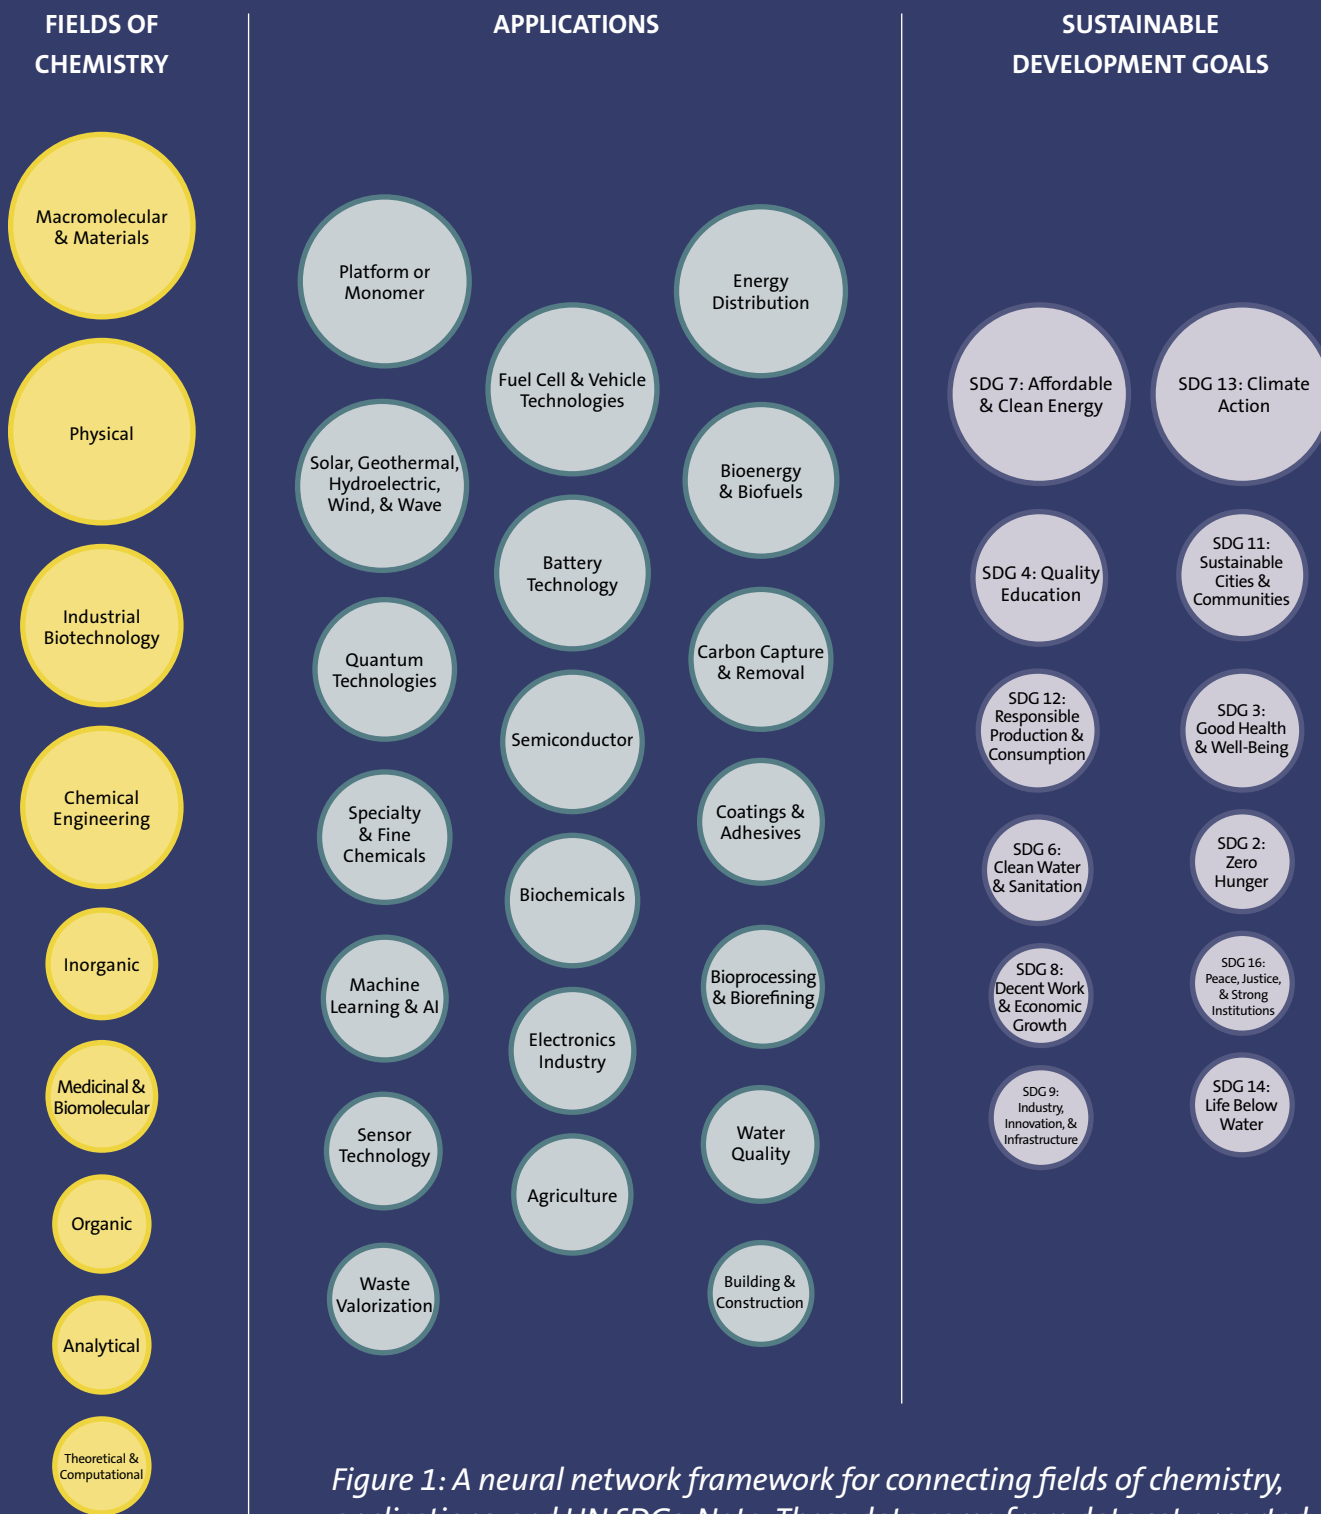 FIELDS OF
CHEMISTRY
APPLICATIONS
SUSTAINABLE
DEVELOPMENT GOALS
Macromolecular
& Materials
Physical
Industrial
Biotechnology
Chemical
Engineering
Inorganic
Medicinal &
Biomolecular
Organic
Analytical
Theoretical &
Computational
Platform or
Monomer
Solar, Geothermal,
Hydroelectric,
Wind, & Wave
Quantum
Technologies
Specialty
& Fine
Chemicals
Machine
Learning & AI
Sensor
Technology
Waste
Valorization
Fuel Cell & Vehicle
Technologies
Battery
Technology
Semiconductor
Biochemicals
Electronics
Industry
Agriculture
Energy
Distribution
Bioenergy
& Biofuels
Carbon Capture
& Removal
Coatings &
Adhesives
Bioprocessing
& Biorefining
Water
Quality
Building &
Construction
SDG 7: Affordable
& Clean Energy
SDG 4: Quality
Education
SDG 12:
Responsible
Production &
Consumption
SDG 6:
Clean Water
& Sanitation
SDG 8:
Decent Work
& Economic
Growth
SDG 9:
Industry,
Innovation, &
Infrastructure
SDG 13: Climate
Action
SDG 11:
Sustainable
Cities &
Communities
SDG 3:
Good Health
& Well-Being
SDG 2:
Zero
Hunger
SDG 16:
Peace, Justice,
& Strong
Institutions
SDG 14:
Life Below
Water
Figure 1: A neural network framework for connecting fields of chemistry,